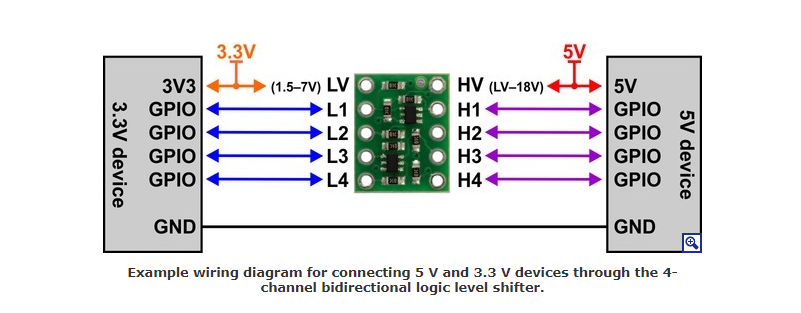 3.3V
5V
3V3 (1.5–7V) LV HV (LV–18V) 5V
GPIO L1 H1 GPIO
GPIO L2 H2 GPIO
GPIO L3 H3 GPIO
GPIO L4 H4 GPIO
GND GND
3.3V device
5V device
Example wiring diagram for connecting 5 V and 3.3 V devices through the 4-
channel bidirectional logic level shifter.